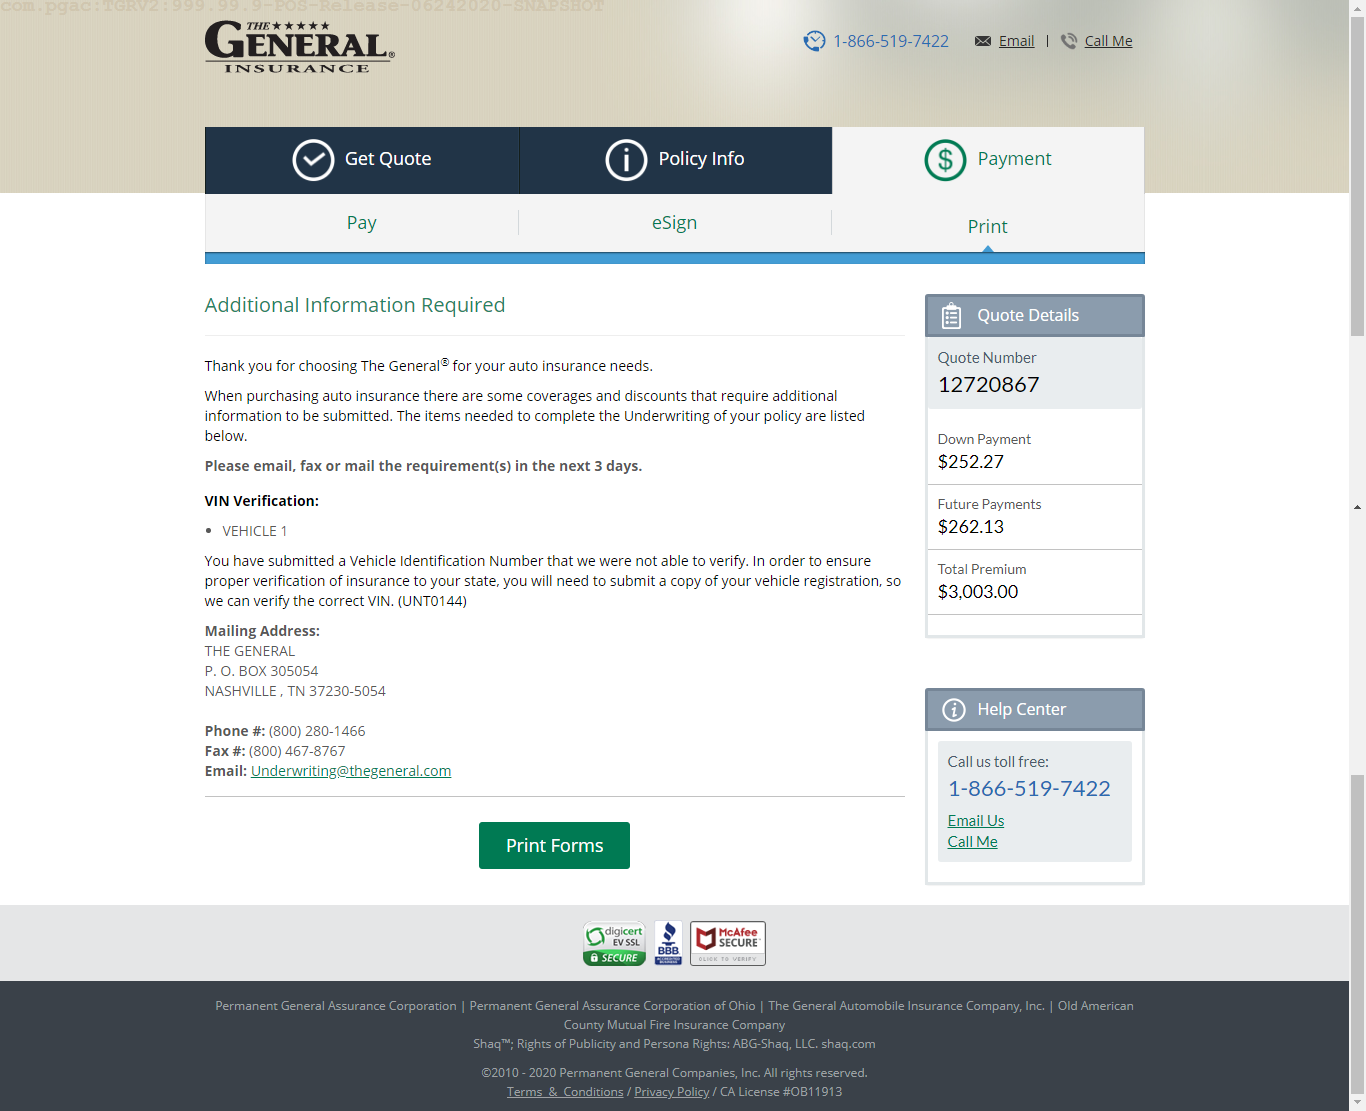 com.pgac:TGRV2:999.99.9-POS-Release-06242020-SNAPSHOT
THE ★★★★★
GENERAL®
INSURANCE
1-866-519-7422
Email | Call Me
Get Quote
Policy Info
Payment
Pay
eSign
Print
Additional Information Required
Thank you for choosing The General® for your auto insurance needs.
When purchasing auto insurance there are some coverages and discounts that require additional
information to be submitted. The items needed to complete the Underwriting of your policy are listed
below.
Please email, fax or mail the requirement(s) in the next 3 days.
VIN Verification:
• VEHICLE 1
You have submitted a Vehicle Identification Number that we were not able to verify. In order to ensure
proper verification of insurance to your state, you will need to submit a copy of your vehicle registration, so
we can verify the correct VIN. (UNT0144)
Mailing Address:
THE GENERAL
P. O. BOX 305054
NASHVILLE , TN 37230-5054
Phone #: (800) 280-1466
Fax #: (800) 467-8767
Email: Underwriting@thegeneral.com
Print Forms
Quote Details
Quote Number
12720867
Down Payment
$252.27
Future Payments
$262.13
Total Premium
$3,003.00
Help Center
Call us toll free:
1-866-519-7422
Email Us
Call Me
digicert
EV SSL
SECURE
BBB
ACCREDITED
BUSINESS
McAfee
SECURE
CLICK TO VERIFY
Permanent General Assurance Corporation | Permanent General Assurance Corporation of Ohio | The General Automobile Insurance Company, Inc. | Old American
County Mutual Fire Insurance Company
Shaq™; Rights of Publicity and Persona Rights: ABG-Shaq, LLC. shaq.com
©2010 - 2020 Permanent General Companies, Inc. All rights reserved.
Terms & Conditions / Privacy Policy / CA License #OB11913